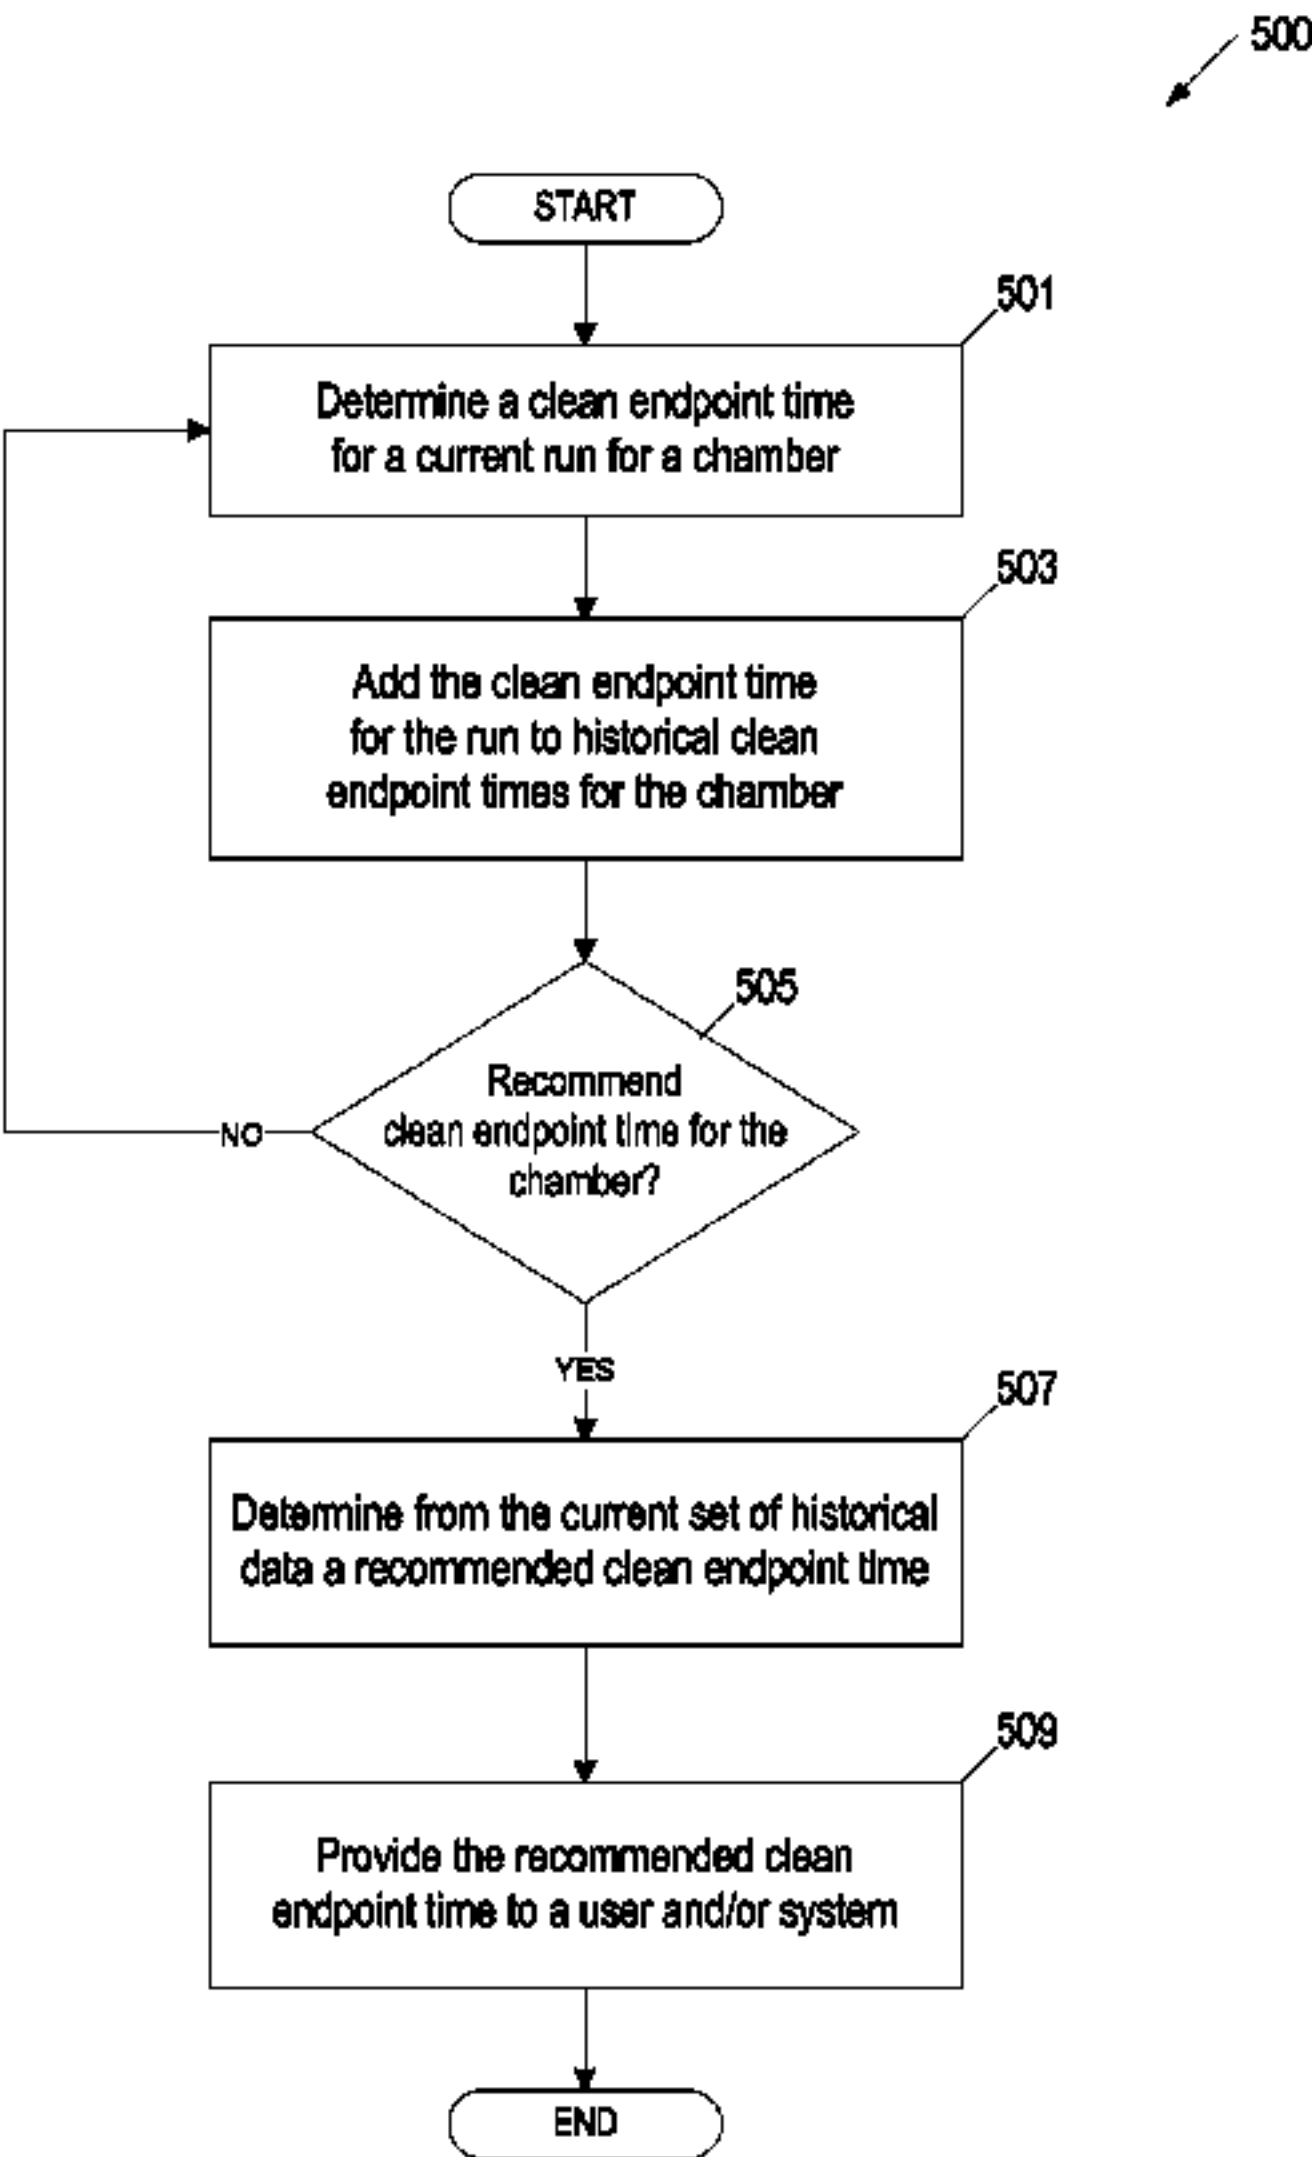 500
START
501
Determine a clean endpoint time
for a current run for a chamber
503
Add the clean endpoint time
for the run to historical clean
endpoint times for the chamber
505
Recommend
clean endpoint time for the
chamber?
NO
YES
507
Determine from the current set of historical
data a recommended clean endpoint time
509
Provide the recommended clean
endpoint time to a user and/or system
END